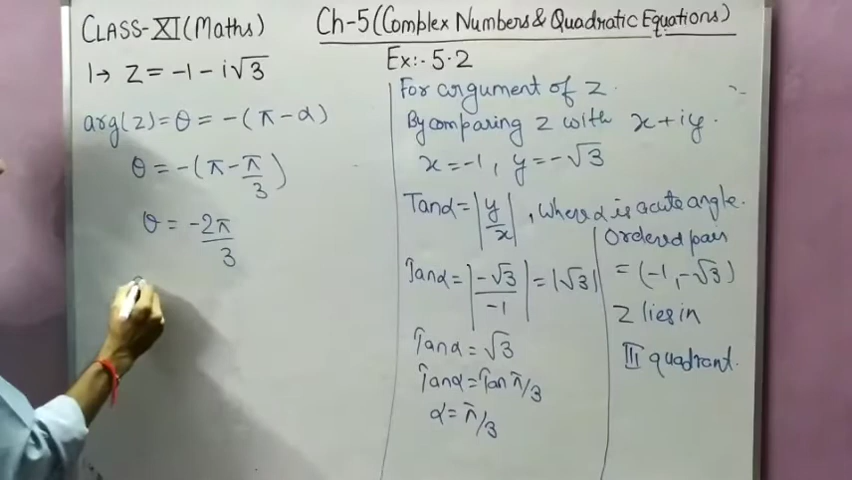 CLASS-XI(Maths)
Ch-5(Complex Numbers & Quadratic Equations)
Ex:- 5.2
1→ Z = -1 - i√3
arg(z) = θ = -(π - α)
θ = -(π - π/3)
θ = -2π/3
For argument of z.
By comparing z with x + iy.
x = -1, y = -√3
Tanα = |y/x|, Where α is acute angle.
Tanα = |-√3/-1| = |√3|
Tanα = √3
Tanα = Tan π/3
α = π/3
Ordered pair
= (-1, -√3)
Z lies in
III quadrant.